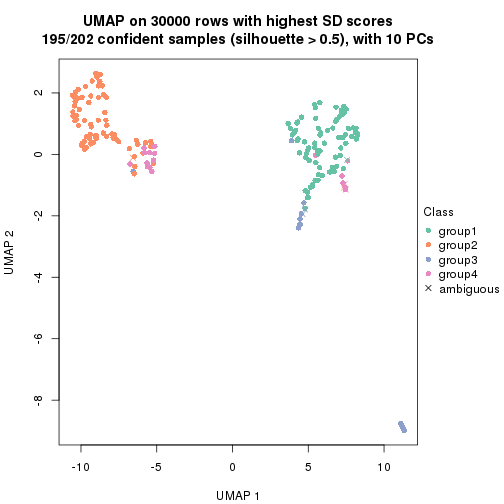 UMAP on 30000 rows with highest SD scores
195/202 confident samples (silhouette > 0.5), with 10 PCs
2
0
-2
-4
-6
-8
UMAP 2
-10
-5
0
5
10
UMAP 1
Class
group1
group2
group3
group4
ambiguous